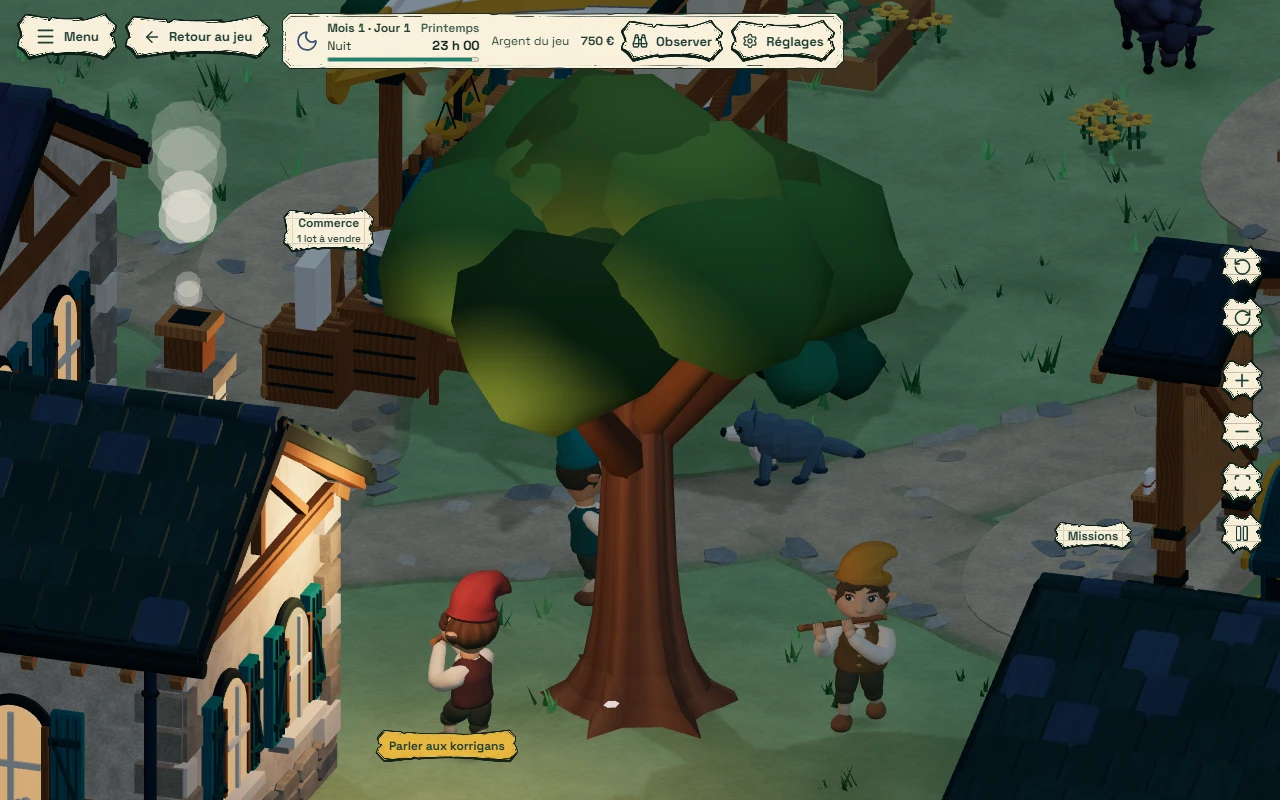 Menu
Retour au jeu
Mois 1 · Jour 1 Printemps
Nuit 23 h 00
Argent du jeu 750 €
Observer
Réglages
Commerce
1 lot à vendre
Missions
Parler aux korrigans